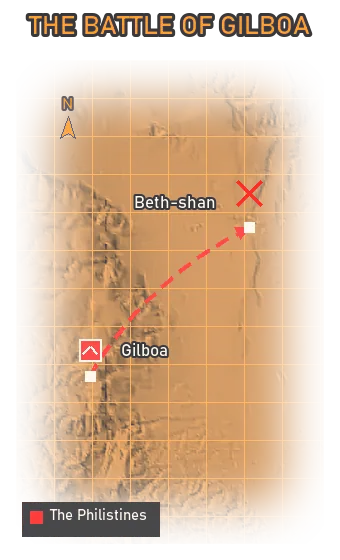 THE BATTLE OF GILBOA
N
Beth-shan
Gilboa
The Philistines